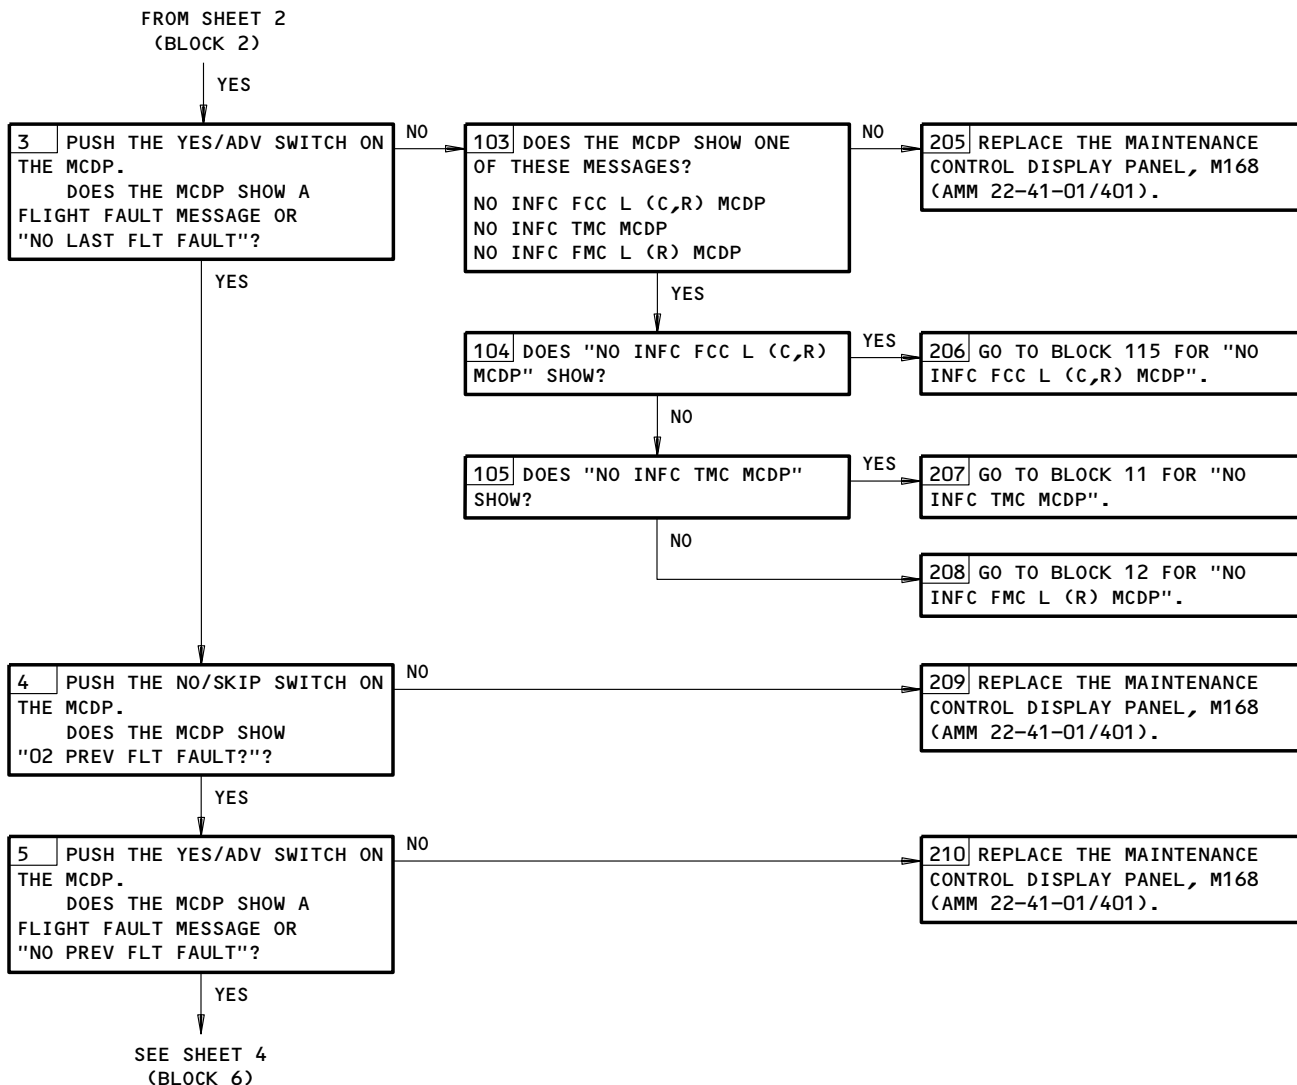 FROM SHEET 2
(BLOCK 2)
YES
3 PUSH THE YES/ADV SWITCH ON
THE MCDP.
DOES THE MCDP SHOW A
FLIGHT FAULT MESSAGE OR
"NO LAST FLT FAULT"?
NO
103 DOES THE MCDP SHOW ONE
OF THESE MESSAGES?
NO INFC FCC L (C,R) MCDP
NO INFC TMC MCDP
NO INFC FMC L (R) MCDP
NO
205 REPLACE THE MAINTENANCE
CONTROL DISPLAY PANEL, M168
(AMM 22-41-01/401).
YES
YES
104 DOES "NO INFC FCC L (C,R)
MCDP" SHOW?
YES
206 GO TO BLOCK 115 FOR "NO
INFC FCC L (C,R) MCDP".
NO
105 DOES "NO INFC TMC MCDP"
SHOW?
YES
207 GO TO BLOCK 11 FOR "NO
INFC TMC MCDP".
NO
208 GO TO BLOCK 12 FOR "NO
INFC FMC L (R) MCDP".
4 PUSH THE NO/SKIP SWITCH ON
THE MCDP.
DOES THE MCDP SHOW
"02 PREV FLT FAULT?"?
NO
209 REPLACE THE MAINTENANCE
CONTROL DISPLAY PANEL, M168
(AMM 22-41-01/401).
YES
5 PUSH THE YES/ADV SWITCH ON
THE MCDP.
DOES THE MCDP SHOW A
FLIGHT FAULT MESSAGE OR
"NO PREV FLT FAULT"?
NO
210 REPLACE THE MAINTENANCE
CONTROL DISPLAY PANEL, M168
(AMM 22-41-01/401).
YES
SEE SHEET 4
(BLOCK 6)